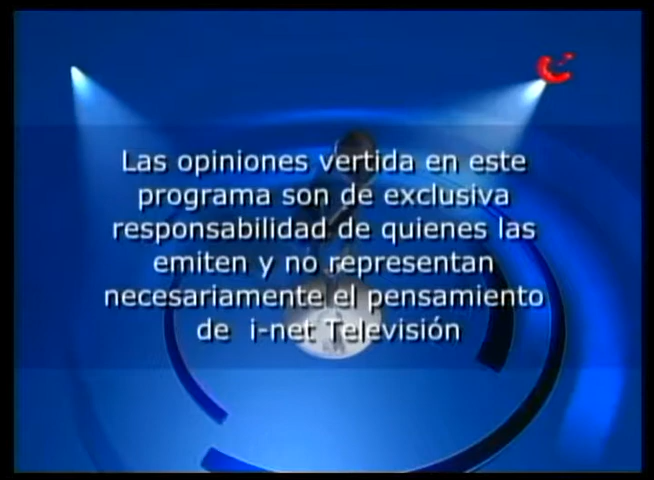 Las opiniones vertida en este
programa son de exclusiva
responsabilidad de quienes las
emiten y no representan
necesariamente el pensamiento
de i-net Televisión